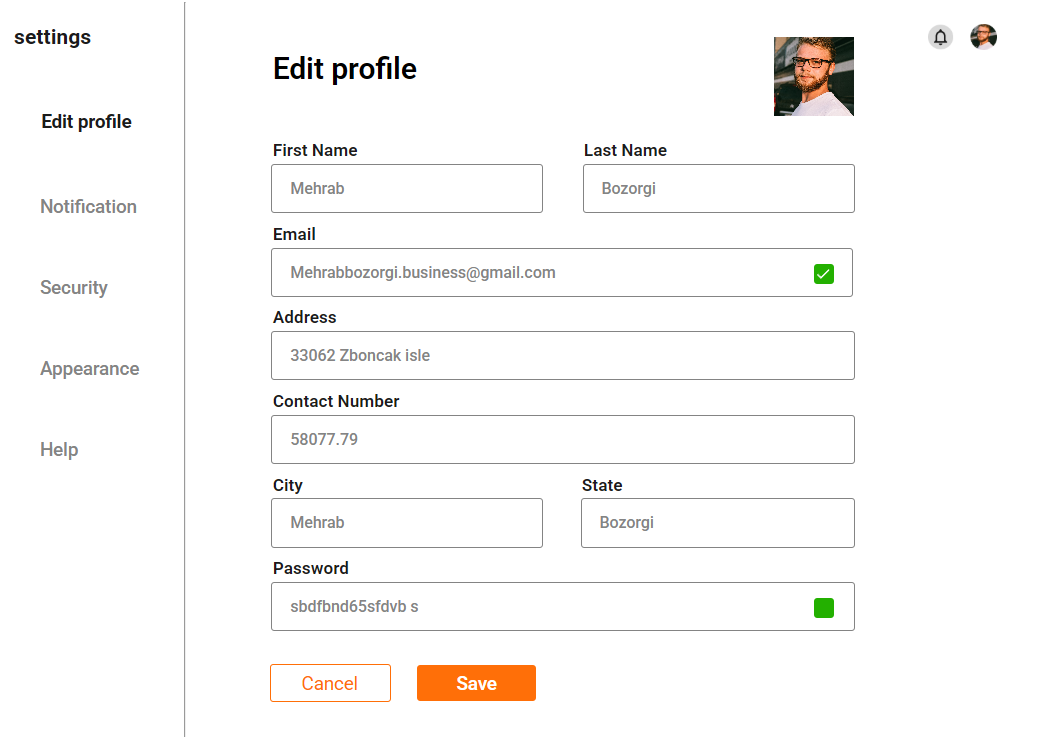 settings
Edit profile
Notification
Security
Appearance
Help
Edit profile
First Name
Last Name
Mehrab
Bozorgi
Email
Mehrabbozorgi.business@gmail.com
Address
33062 Zboncak isle
Contact Number
58077.79
City
State
Mehrab
Bozorgi
Password
sbdfbnd65sfdvb s
Cancel
Save